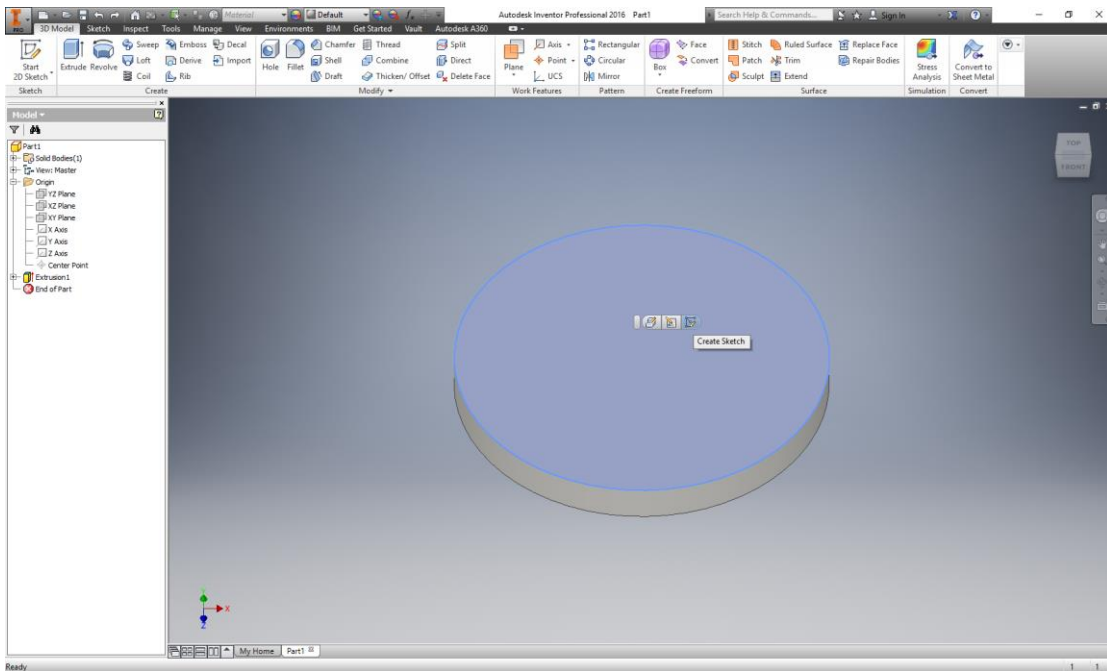 PRO
Material
Default
Autodesk Inventor Professional 2016 Part1
Search Help & Commands...
Sign In
3D Model Sketch Inspect Tools Manage View Environments BIM Get Started Vault Autodesk A360
Start 2D Sketch
Extrude Revolve
Sweep Emboss Decal
Loft Derive Import
Coil Rib
Hole Fillet
Chamfer Thread Split
Shell Combine Direct
Draft Thicken/ Offset Delete Face
Plane
Axis
Point
UCS
Rectangular
Circular
Mirror
Box
Face
Convert
Stitch Ruled Surface Replace Face
Patch Trim Repair Bodies
Sculpt Extend
Stress Analysis
Convert to Sheet Metal
Sketch Create Modify Work Features Pattern Create Freeform Surface Simulation Convert
Model
Part1
Solid Bodies(1)
View: Master
Origin
YZ Plane
XZ Plane
XY Plane
X Axis
Y Axis
Z Axis
Center Point
Extrusion1
End of Part
TOP
FRONT
Create Sketch
Y
X
Z
My Home Part1
Ready 1 1